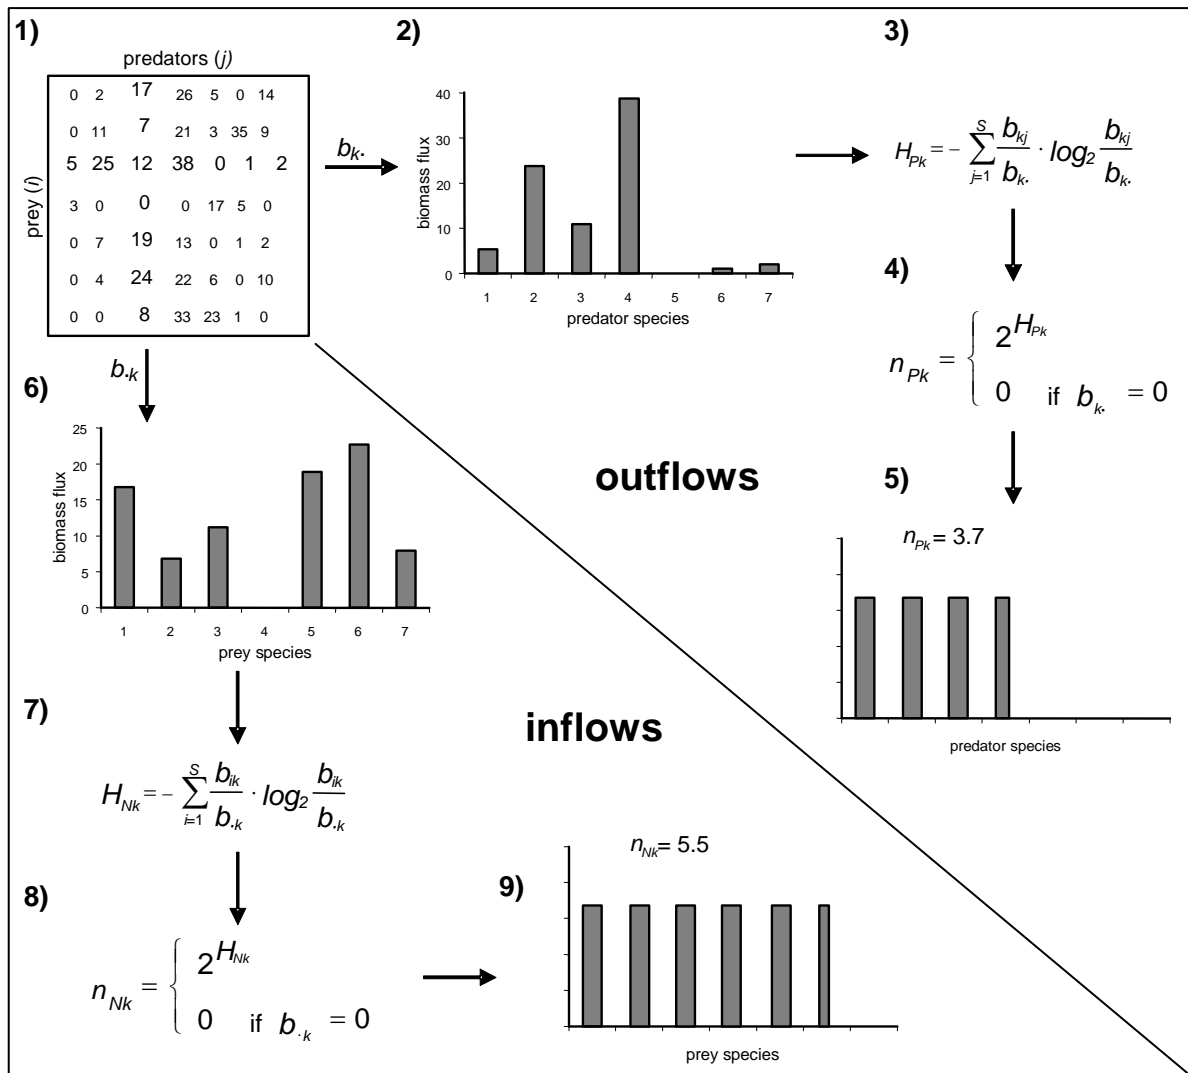 1)
predators (j)
prey (i)
0 2 17 26 5 0 14
0 11 7 21 3 35 9
5 25 12 38 0 1 2
3 0 0 0 17 5 0
0 7 19 13 0 1 2
0 4 24 22 6 0 10
0 0 8 33 23 1 0
b_k.
2)
biomass flux
40
30
20
10
0
1 2 3 4 5 6 7
predator species
3)
H_Pk = - ∑_{j=1}^{S} b_kj / b_k. · log_2 b_kj / b_k.
4)
n_Pk = { 2^{H_Pk}
0 if b_k. = 0
5)
n_Pk = 3.7
predator species
outflows
b_.k
6)
biomass flux
25
20
15
10
5
0
1 2 3 4 5 6 7
prey species
inflows
7)
H_Nk = - ∑_{i=1}^{S} b_ik / b_.k · log_2 b_ik / b_.k
8)
n_Nk = { 2^{H_Nk}
0 if b_.k = 0
9)
n_Nk = 5.5
prey species